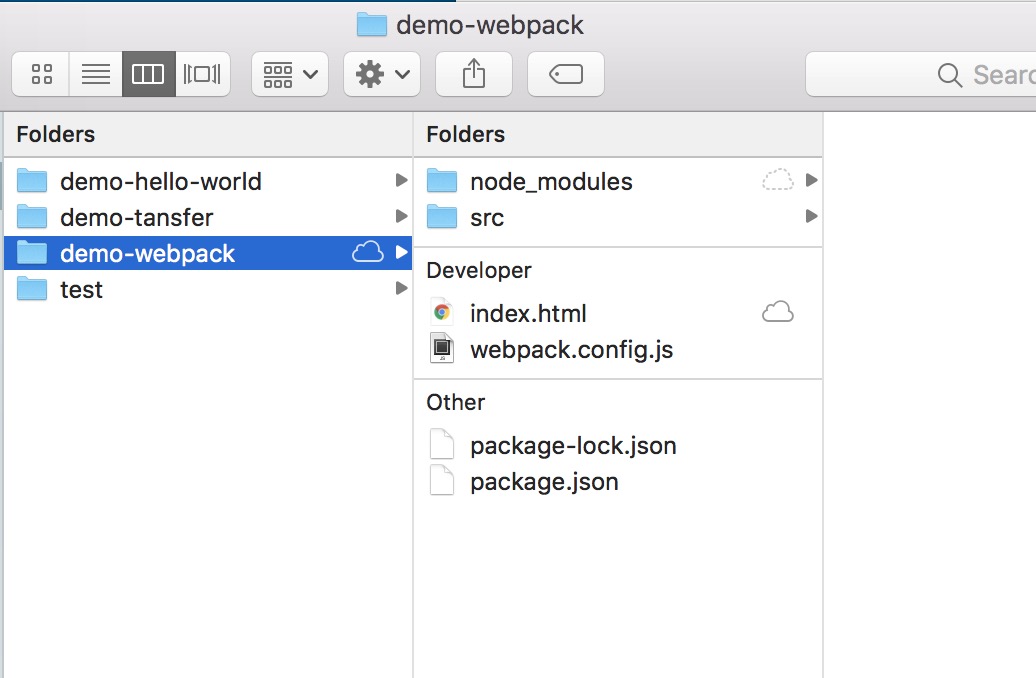 demo-webpack
Searc
Folders
demo-hello-world
demo-tansfer
demo-webpack
test
Folders
node_modules
src
Developer
index.html
webpack.config.js
Other
package-lock.json
package.json